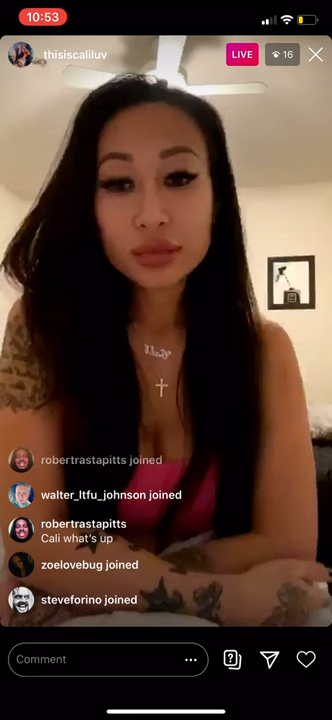 10:53
thisiscaliluv
LIVE
16
robertrastapitts joined
walter_ltfu_johnson joined
robertrastapitts
Cali what's up
zoelovebug joined
steveforino joined
Comment